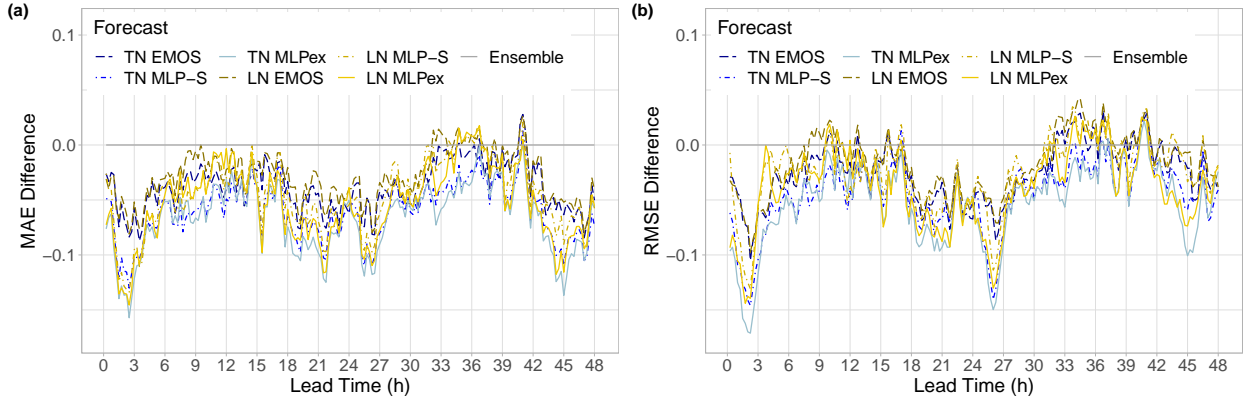 (a)
Forecast
TN EMOS TN MLPex LN MLP−S Ensemble
TN MLP−S LN EMOS LN MLPex
MAE Difference
0.1
0.0
−0.1
0 3 6 9 12 15 18 21 24 27 30 33 36 39 42 45 48
Lead Time (h)
(b)
Forecast
TN EMOS TN MLPex LN MLP−S Ensemble
TN MLP−S LN EMOS LN MLPex
RMSE Difference
0.1
0.0
−0.1
0 3 6 9 12 15 18 21 24 27 30 33 36 39 42 45 48
Lead Time (h)